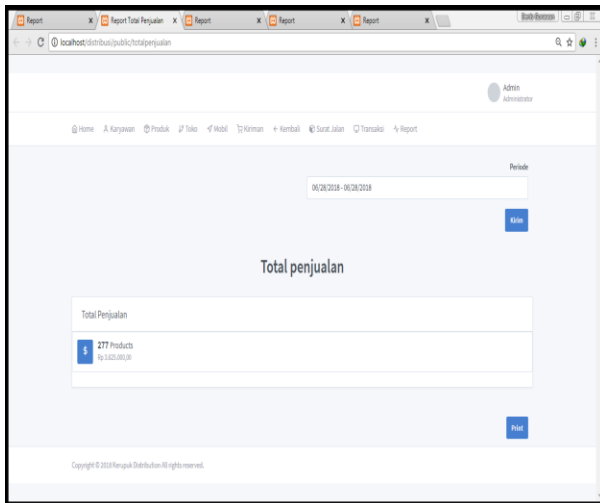 Report
Report Total Penjualan
Report
Report
Report
localhost/distribusi/public/totalpenjualan
Admin
Administrator
Home Karyawan Produk Toko Mobil Kiriman Kembali Surat Jalan Transaksi Report
Periode
06/28/2018 - 06/28/2018
Kirim
Total penjualan
Total Penjualan
$
277 Products
Rp 3.625.000,00
Print
Copyright © 2018 Kerupuk Distribution All rights reserved.